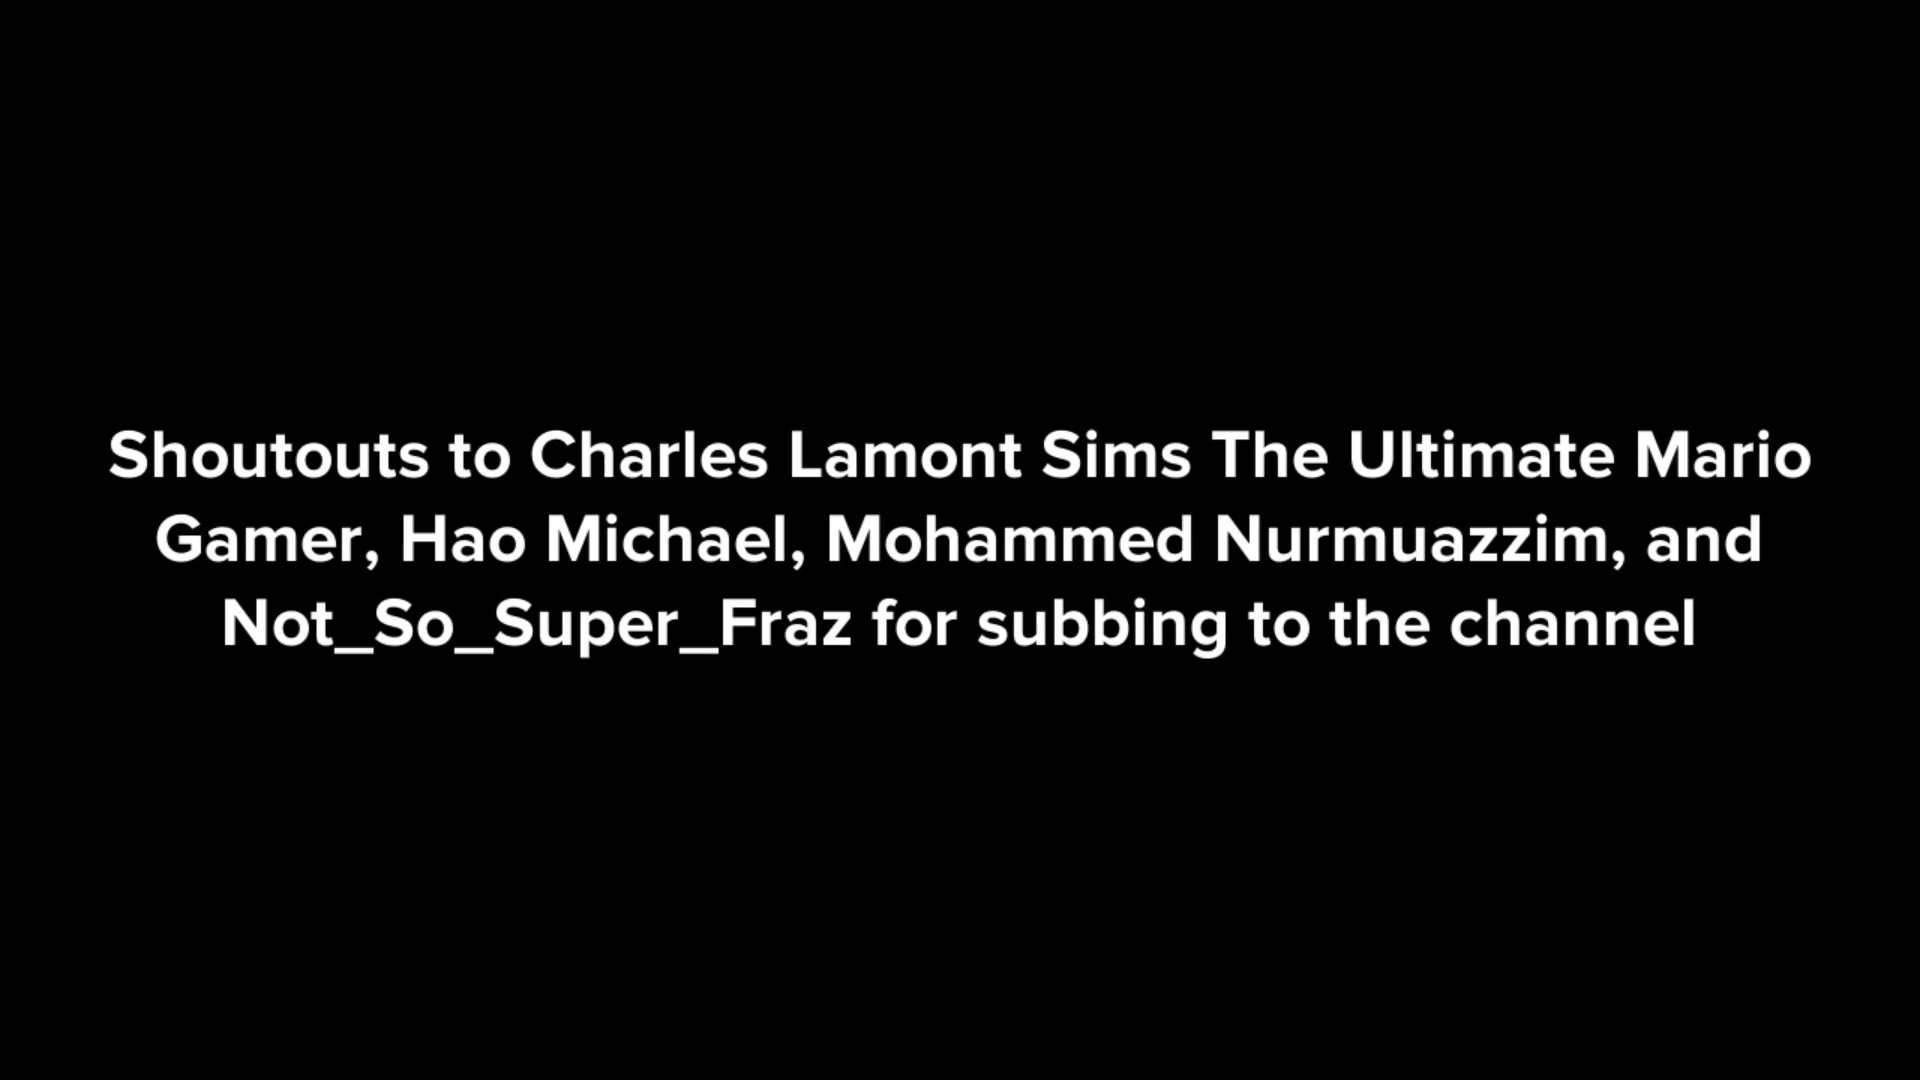 Shoutouts to Charles Lamont Sims The Ultimate Mario
Gamer, Hao Michael, Mohammed Nurmuazzim, and
Not_So_Super_Fraz for subbing to the channel